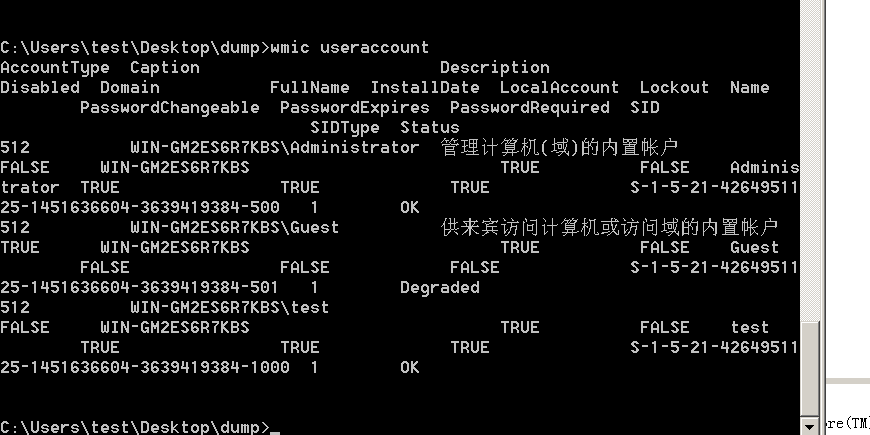 C:\Users\test\Desktop\dump>wmic useraccount
AccountType  Caption                        Description
Disabled  Domain           FullName  InstallDate  LocalAccount  Lockout  Name
        PasswordChangeable  PasswordExpires  PasswordRequired  SID
                               SIDType  Status
512          WIN-GM2ES6R7KBS\Administrator  管理计算机(域)的内置帐户
FALSE     WIN-GM2ES6R7KBS                         TRUE          FALSE    Adminis
trator  TRUE                TRUE             TRUE              S-1-5-21-42649511
25-1451636604-3639419384-500   1        OK
512          WIN-GM2ES6R7KBS\Guest          供来宾访问计算机或访问域的内置帐户
TRUE      WIN-GM2ES6R7KBS                         TRUE          FALSE    Guest
        FALSE               FALSE            FALSE             S-1-5-21-42649511
25-1451636604-3639419384-501   1        Degraded
512          WIN-GM2ES6R7KBS\test
FALSE     WIN-GM2ES6R7KBS                         TRUE          FALSE    test
        TRUE                TRUE             TRUE              S-1-5-21-42649511
25-1451636604-3639419384-1000  1        OK
C:\Users\test\Desktop\dump>_
re(TM)